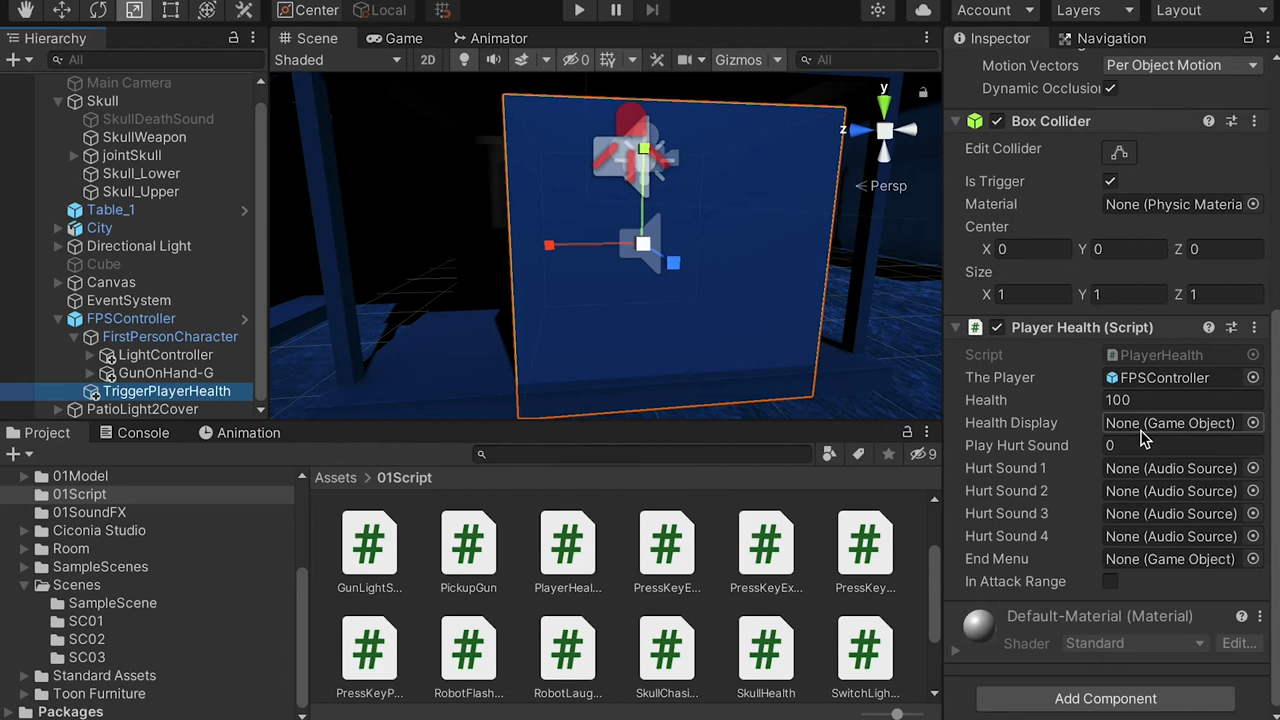 Center
Local
Account
Layers
Layout
Hierarchy
All
Main Camera
Skull
SkullDeathSound
SkullWeapon
jointSkull
Skull_Lower
Skull_Upper
Table_1
City
Directional Light
Cube
Canvas
EventSystem
FPSController
FirstPersonCharacter
LightController
GunOnHand-G
TriggerPlayerHealth
PatioLight2Cover
Scene
Game
Animator
Shaded
2D
0
Gizmos
All
y
z
Persp
Inspector
Navigation
Motion Vectors
Per Object Motion
Dynamic Occlusion
Box Collider
Edit Collider
Is Trigger
Material
None (Physic Materia
Center
X 0 Y 0 Z 0
Size
X 1 Y 1 Z 1
# Player Health (Script)
Script
PlayerHealth
The Player
FPSController
Health
100
Health Display
None (Game Object)
Play Hurt Sound
0
Hurt Sound 1
None (Audio Source)
Hurt Sound 2
None (Audio Source)
Hurt Sound 3
None (Audio Source)
Hurt Sound 4
None (Audio Source)
End Menu
None (Game Object)
In Attack Range
Default-Material (Material)
Shader
Standard
Edit...
Add Component
Project
Console
Animation
9
01Model
01Script
01SoundFX
Ciconia Studio
Room
SampleScenes
Scenes
SampleScene
SC01
SC02
SC03
Standard Assets
Toon Furniture
Packages
Assets
01Script
# # # # # #
GunLightS...
PickupGun
PlayerHeal...
PressKeyE...
PressKeyEx...
PressKey...
# # # # # #
PressKeyP...
RobotFlash...
RobotLaug...
SkullChasi...
SkullHealth
SwitchLigh...